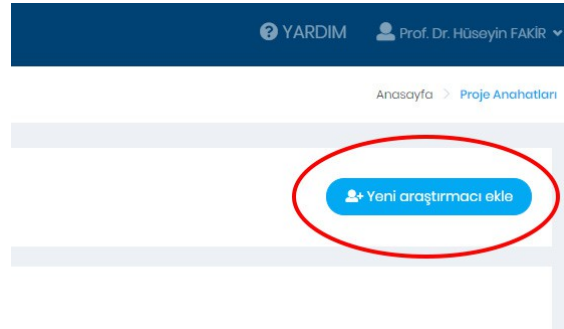 YARDIM Prof. Dr. Hüseyin FAKİR
Anasayfa > Proje Anahatları
Yeni araştırmacı ekle